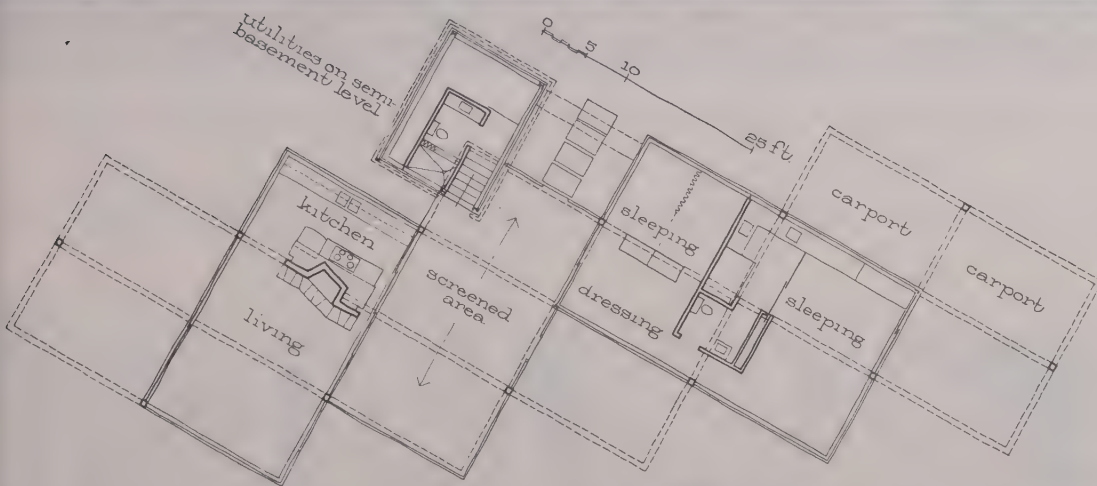 utilities on semi-
basement level
0
5
10
25 ft.
kitchen
living
screened
area
sleeping
dressing
sleeping
carport
carport